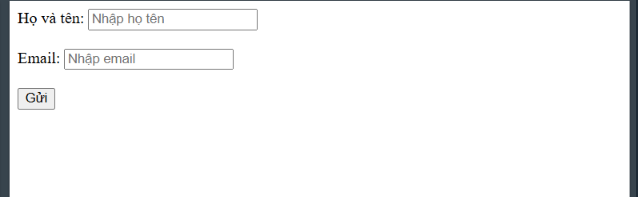 Họ và tên: Nhập họ tên
Email: Nhập email
Gửi